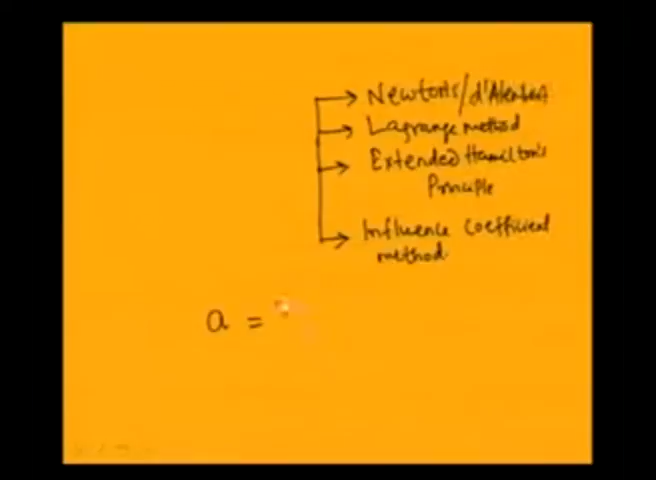 Newton's/d'Alembert
Lagrange method
Extended Hamilton's
Principle
Influence coefficient
method.
a =